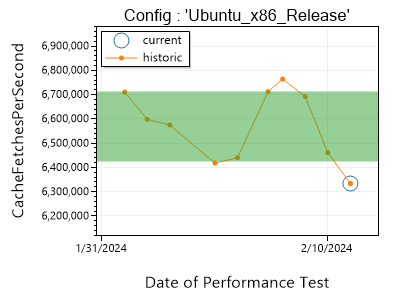 Config : 'Ubuntu_x86_Release'
current
historic
CacheFetchesPerSecond
6,900,000
6,800,000
6,700,000
6,600,000
6,500,000
6,400,000
6,300,000
6,200,000
1/31/2024
2/10/2024
Date of Performance Test